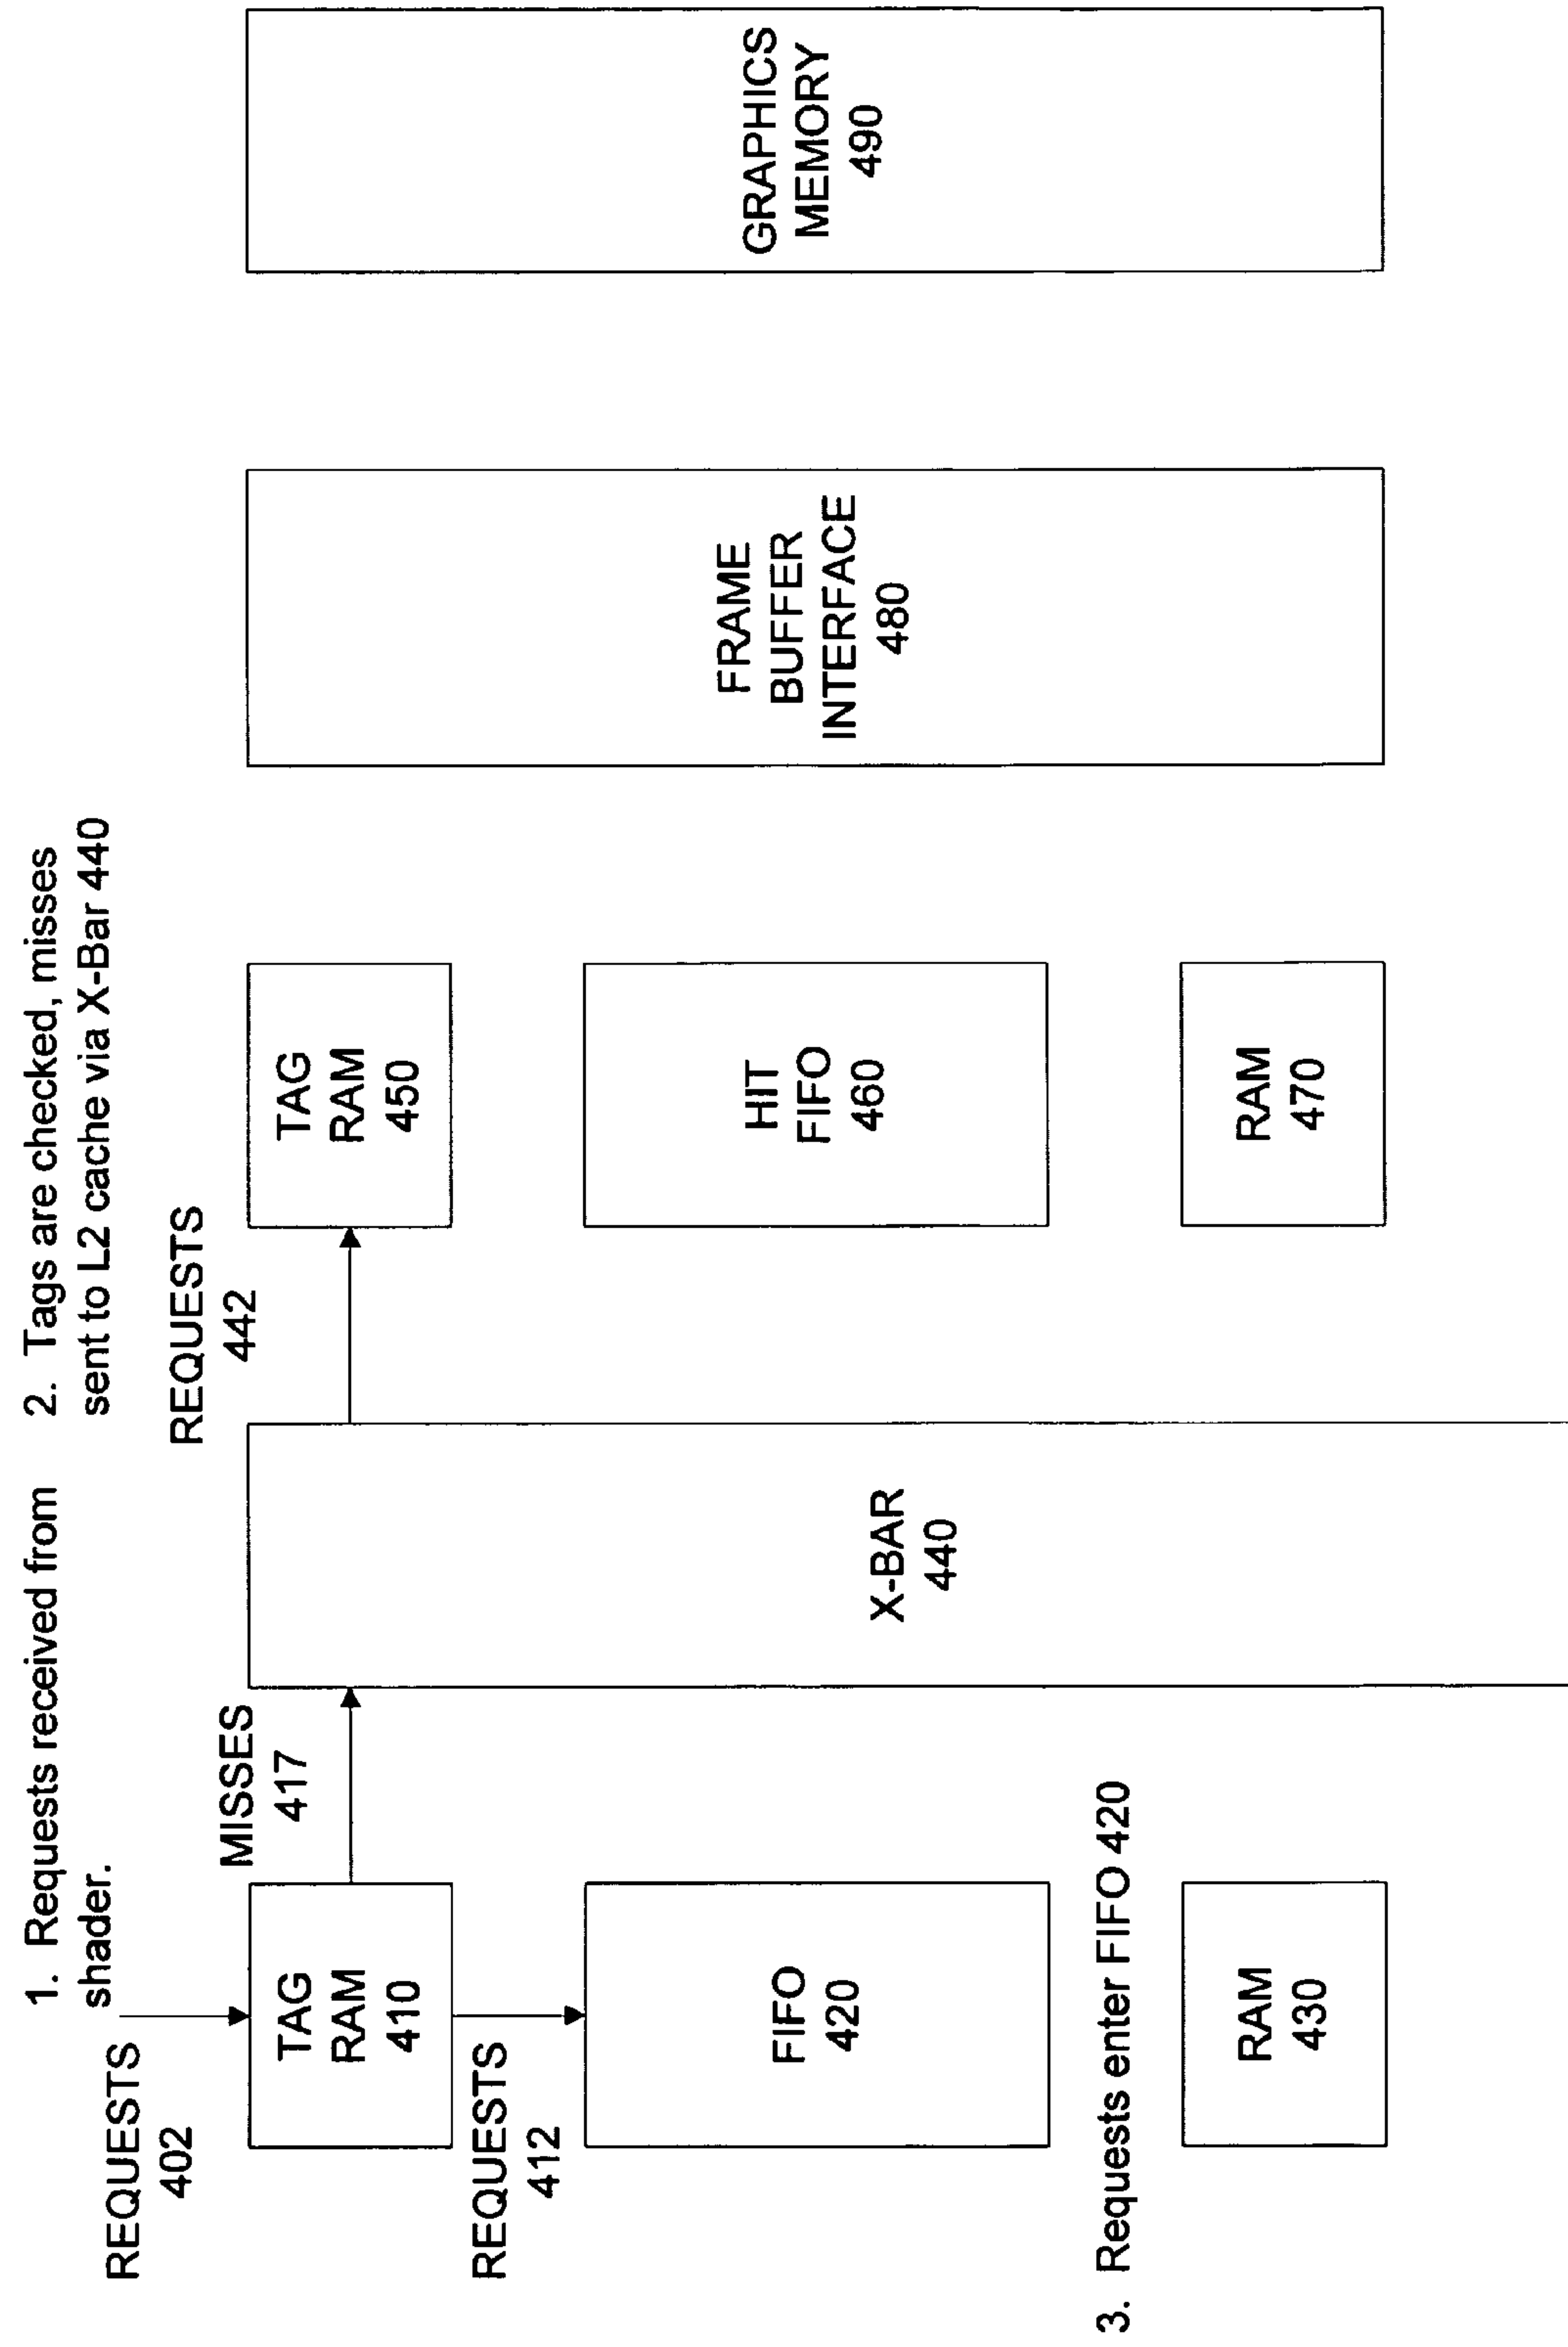 1. Requests received from
shader.
2. Tags are checked, misses
sent to L2 cache via X-Bar 440
REQUESTS
402
MISSES
417
REQUESTS
442
TAG
RAM
410
TAG
RAM
450
REQUESTS
412
FIFO
420
X-BAR
440
HIT
FIFO
460
FRAME
BUFFER
INTERFACE
480
GRAPHICS
MEMORY
490
3. Requests enter FIFO 420
RAM
430
RAM
470